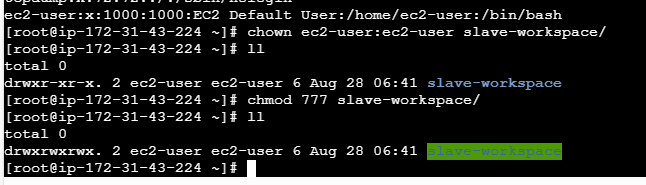 ec2-user:x:1000:1000:EC2 Default User:/home/ec2-user:/bin/bash
[root@ip-172-31-43-224 ~]# chown ec2-user:ec2-user slave-workspace/
[root@ip-172-31-43-224 ~]# ll
total 0
drwxr-xr-x. 2 ec2-user ec2-user 6 Aug 28 06:41 slave-workspace
[root@ip-172-31-43-224 ~]# chmod 777 slave-workspace/
[root@ip-172-31-43-224 ~]# ll
total 0
drwxrwxrwx. 2 ec2-user ec2-user 6 Aug 28 06:41 slave-workspace
[root@ip-172-31-43-224 ~]#